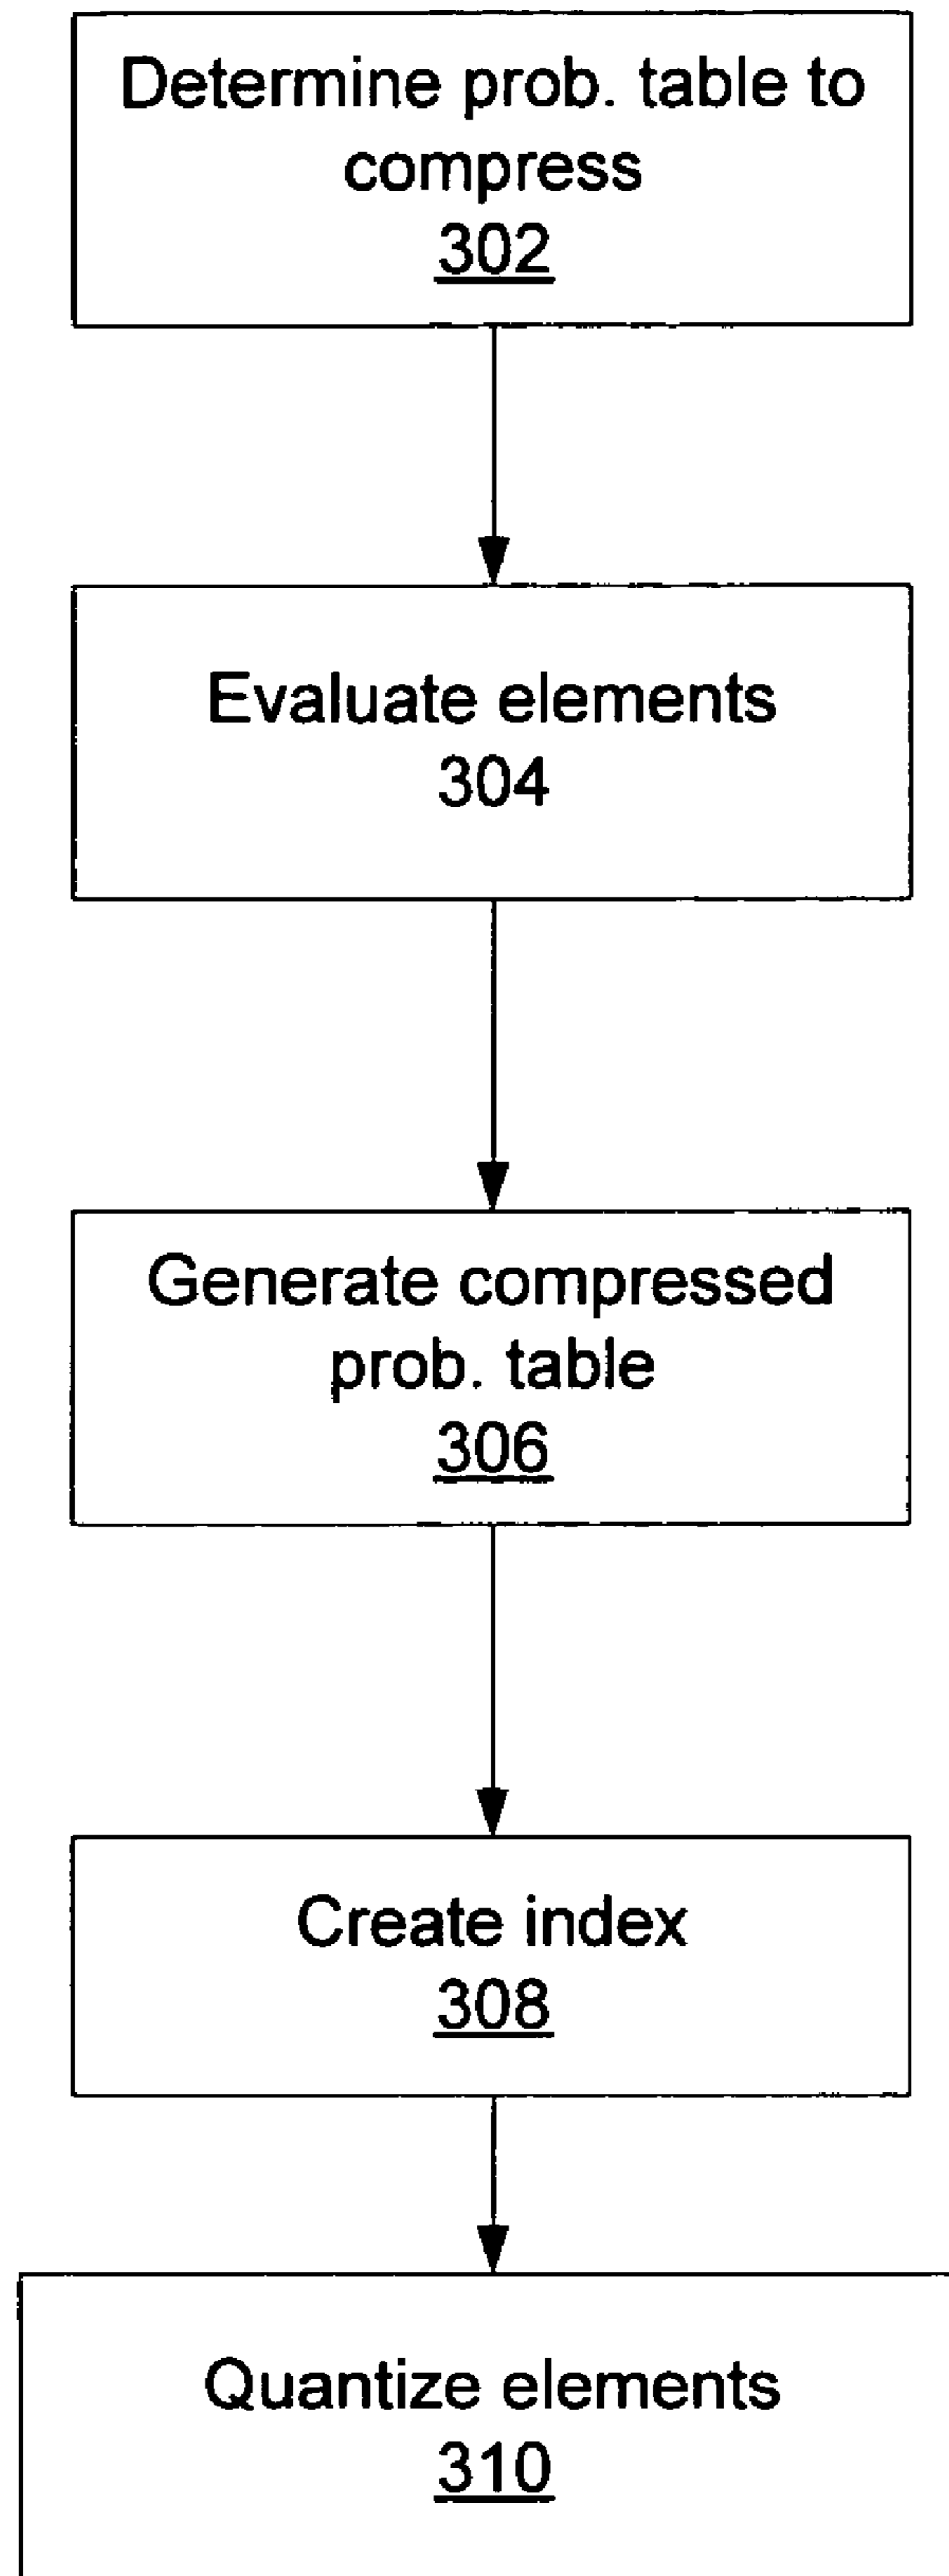 Determine prob. table to
compress
302
Evaluate elements
304
Generate compressed
prob. table
306
Create index
308
Quantize elements
310